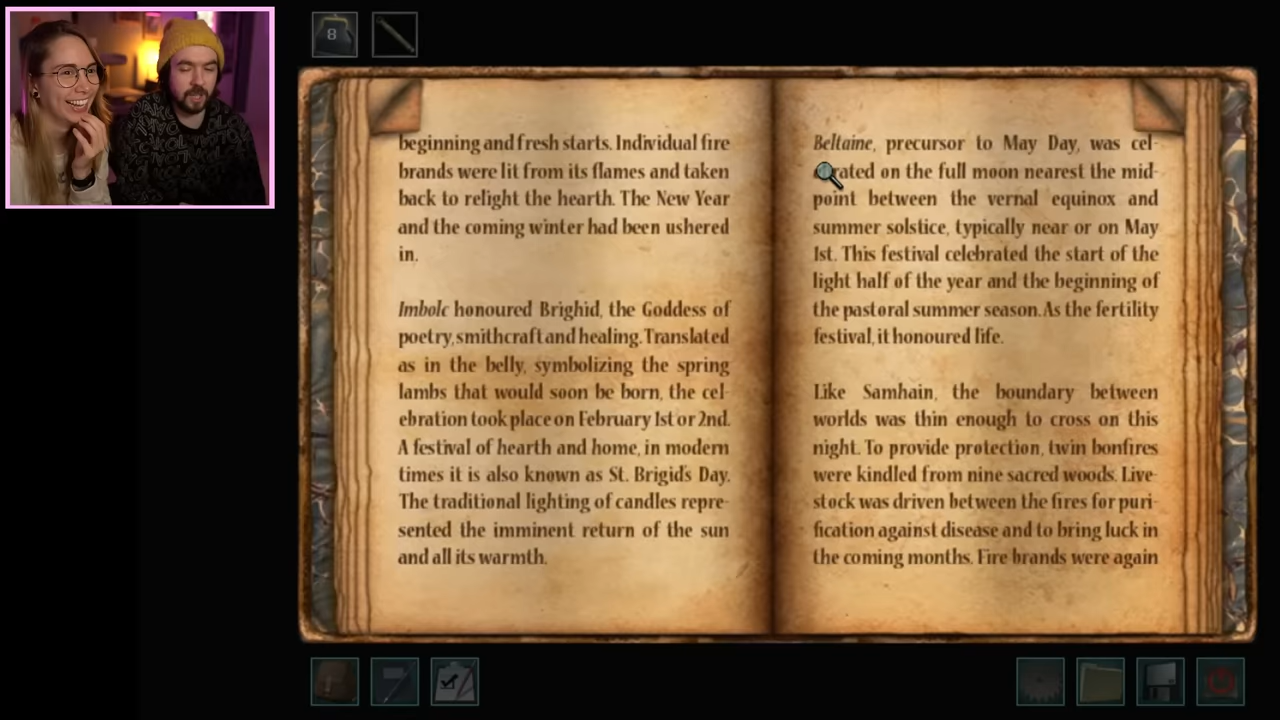 8
beginning and fresh starts. Individual fire
brands were lit from its flames and taken
back to relight the hearth. The New Year
and the coming winter had been ushered
in.
Imbolc honoured Brighid, the Goddess of
poetry, smithcraft and healing. Translated
as in the belly, symbolizing the spring
lambs that would soon be born, the cel-
ebration took place on February 1st or 2nd.
A festival of hearth and home, in modern
times it is also known as St. Brigid's Day.
The traditional lighting of candles repre-
sented the imminent return of the sun
and all its warmth.
Beltaine, precursor to May Day, was cel-
rated on the full moon nearest the mid-
point between the vernal equinox and
summer solstice, typically near or on May
1st. This festival celebrated the start of the
light half of the year and the beginning of
the pastoral summer season. As the fertility
festival, it honoured life.
Like Samhain, the boundary between
worlds was thin enough to cross on this
night. To provide protection, twin bonfires
were kindled from nine sacred woods. Live-
stock was driven between the fires for puri-
fication against disease and to bring luck in
the coming months. Fire brands were again